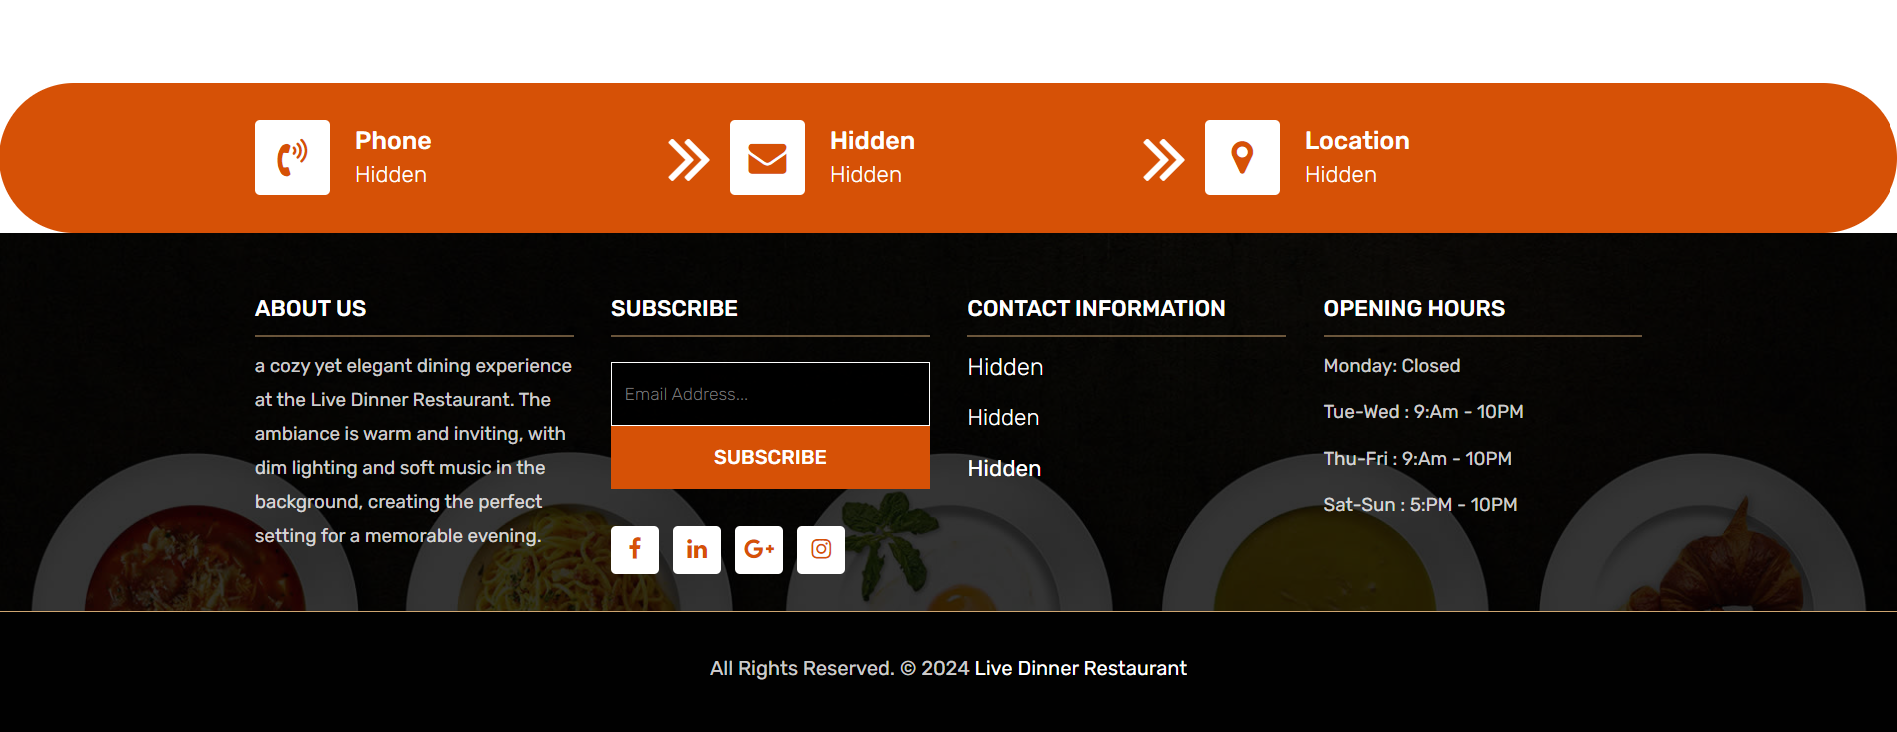 Phone
Hidden
Hidden
Hidden
Location
Hidden
ABOUT US
a cozy yet elegant dining experience
at the Live Dinner Restaurant. The
ambiance is warm and inviting, with
dim lighting and soft music in the
background, creating the perfect
setting for a memorable evening.
SUBSCRIBE
Email Address...
SUBSCRIBE
f
in
G+
CONTACT INFORMATION
Hidden
Hidden
Hidden
OPENING HOURS
Monday: Closed
Tue-Wed : 9:Am - 10PM
Thu-Fri : 9:Am - 10PM
Sat-Sun : 5:PM - 10PM
All Rights Reserved. © 2024 Live Dinner Restaurant